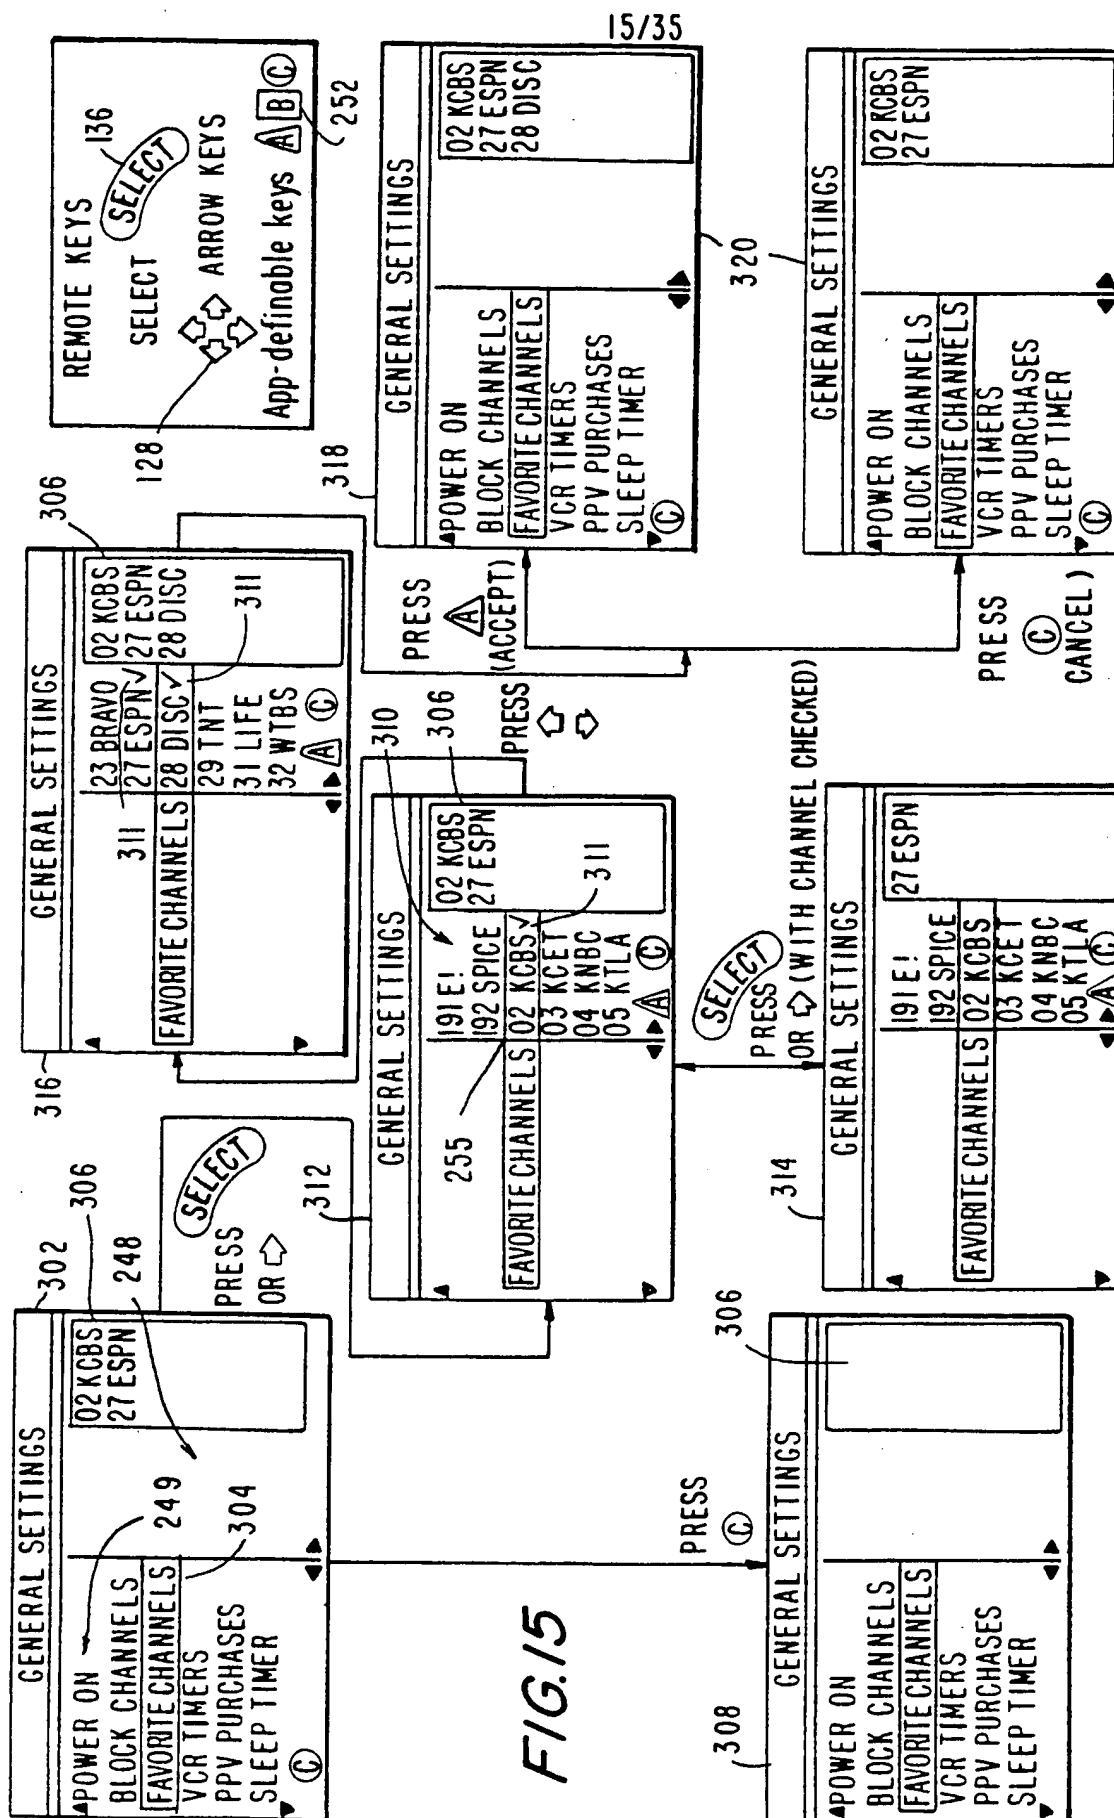 15/35
GENERAL SETTINGS
302
POWER ON
BLOCK CHANNELS
FAVORITE CHANNELS
VCR TIMERS
PPV PURCHASES
SLEEP TIMER
C
249
304
248
306
02 KCBS
27 ESPN
PRESS SELECT
OR
PRESS
C
308
GENERAL SETTINGS
POWER ON
BLOCK CHANNELS
FAVORITE CHANNELS
VCR TIMERS
PPV PURCHASES
SLEEP TIMER
306
FIG.15
316
GENERAL SETTINGS
FAVORITE CHANNELS
311
23 BRAVO
27 ESPN ✓
28 DISC ✓
29 TNT
31 LIFE
32 WTBS
A C
306
02 KCBS
27 ESPN
28 DISC
311
312
GENERAL SETTINGS
255
FAVORITE CHANNELS
191 E!
192 SPICE
02 KCBS ✓
03 KCET
04 KNBC
05 KTLA
A C
310
02 KCBS
27 ESPN
306
311
PRESS
PRESS SELECT
OR (WITH CHANNEL CHECKED)
314
GENERAL SETTINGS
FAVORITE CHANNELS
191 E!
192 SPICE
02 KCBS
03 KCET
04 KNBC
05 KTLA
A C
27 ESPN
REMOTE KEYS
136
SELECT SELECT
128
ARROW KEYS
App-definable keys A B C
252
PRESS
A
(ACCEPT)
318
GENERAL SETTINGS
POWER ON
BLOCK CHANNELS
FAVORITE CHANNELS
VCR TIMERS
PPV PURCHASES
SLEEP TIMER
C
02 KCBS
27 ESPN
28 DISC
320
PRESS
C
CANCEL)
GENERAL SETTINGS
POWER ON
BLOCK CHANNELS
FAVORITE CHANNELS
VCR TIMERS
PPV PURCHASES
SLEEP TIMER
C
02 KCBS
27 ESPN